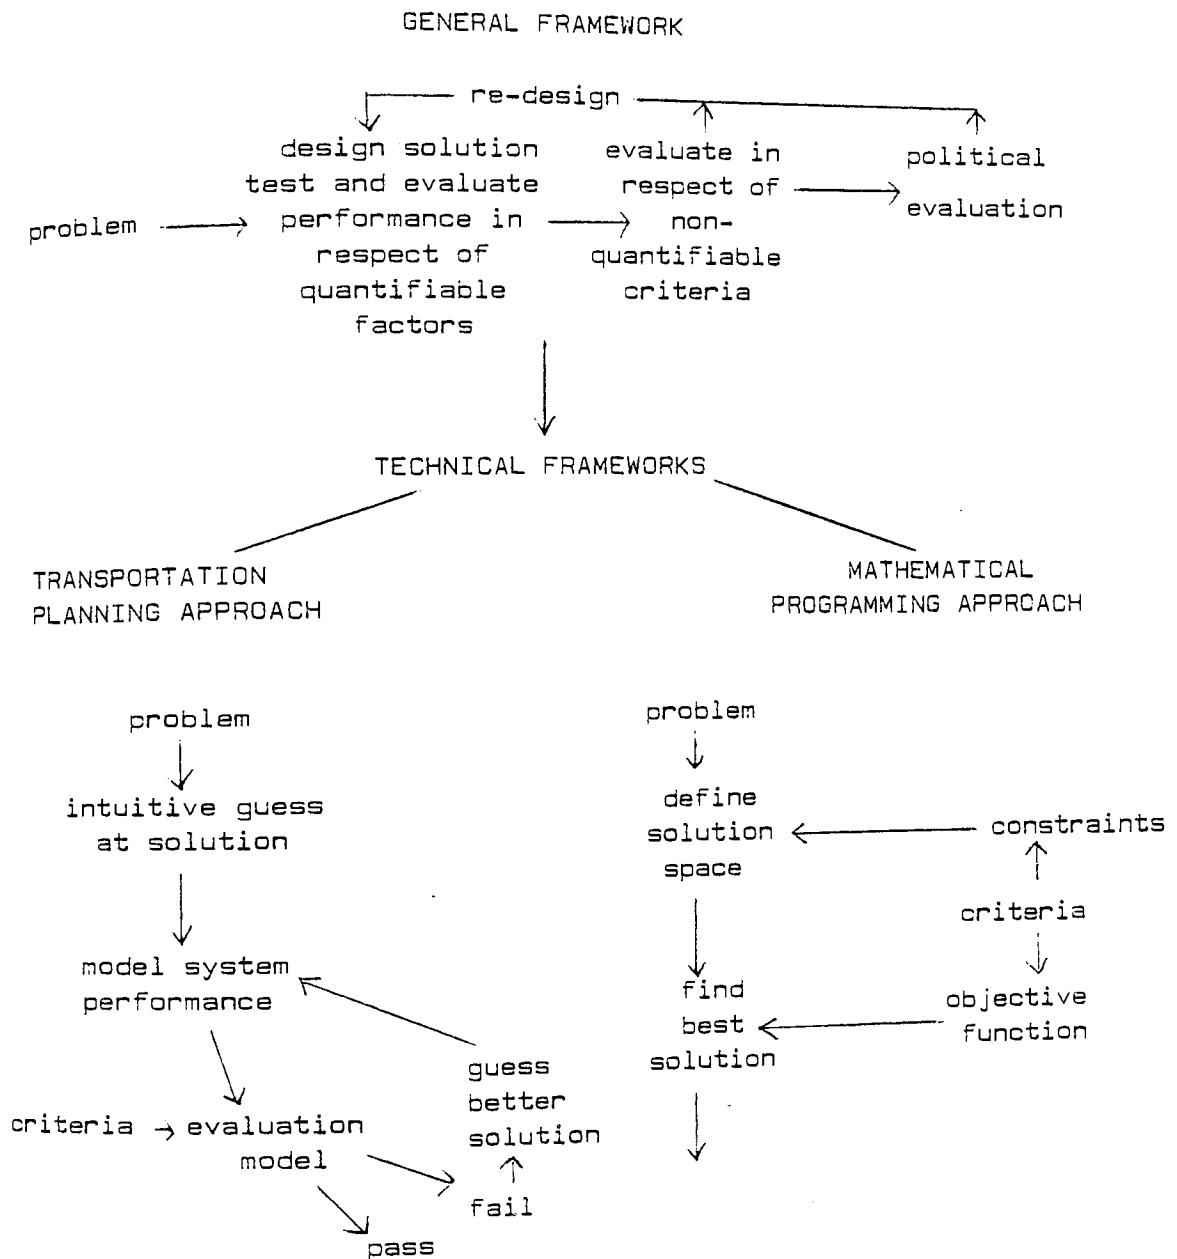 GENERAL FRAMEWORK
re-design
problem
design solution
test and evaluate
performance in
respect of
quantifiable
factors
evaluate in
respect of
non-
quantifiable
criteria
political
evaluation
TECHNICAL FRAMEWORKS
TRANSPORTATION
PLANNING APPROACH
problem
intuitive guess
at solution
model system
performance
criteria
evaluation
model
guess
better
solution
fail
pass
MATHEMATICAL
PROGRAMMING APPROACH
problem
define
solution
space
constraints
criteria
find
best
solution
objective
function